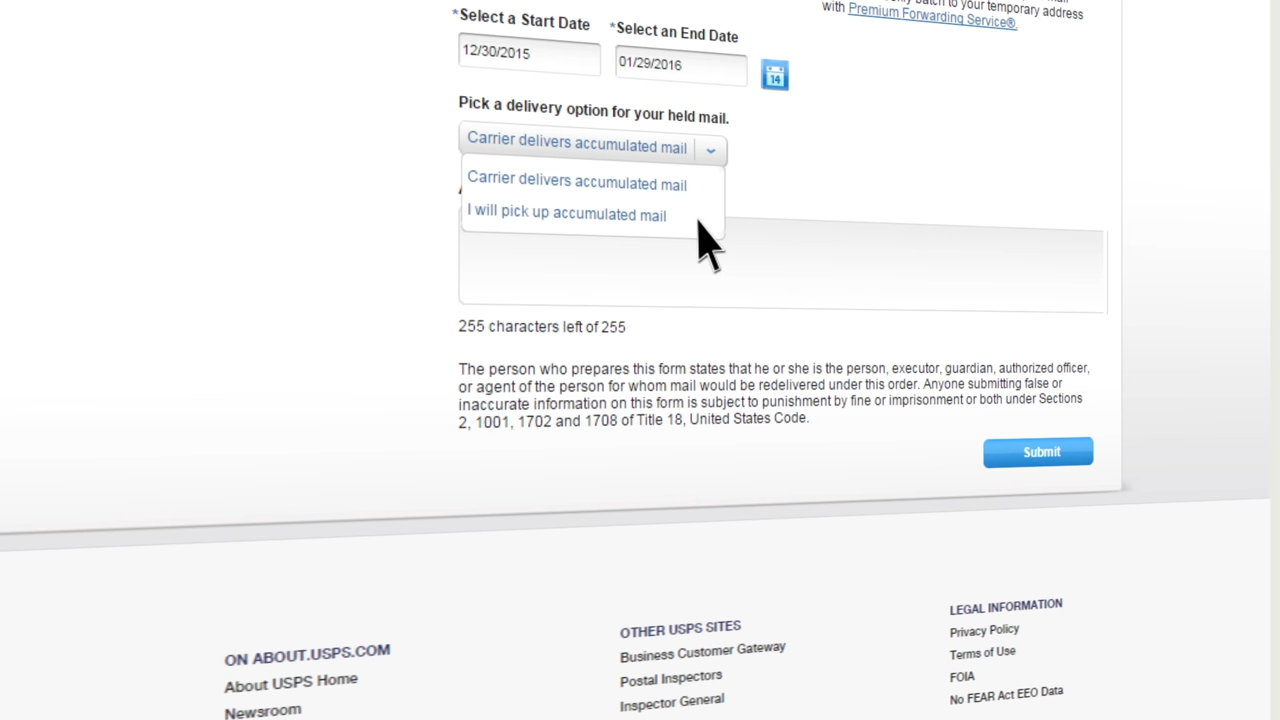 batch to your temporary address
with Premium Forwarding Service®.
*Select a Start Date *Select an End Date
12/30/2015 01/29/2016
14
Pick a delivery option for your held mail.
Carrier delivers accumulated mail
Carrier delivers accumulated mail
I will pick up accumulated mail
255 characters left of 255
The person who prepares this form states that he or she is the person, executor, guardian, authorized officer,
or agent of the person for whom mail would be redelivered under this order. Anyone submitting false or
inaccurate information on this form is subject to punishment by fine or imprisonment or both under Sections
2, 1001, 1702 and 1708 of Title 18, United States Code.
Submit
ON ABOUT.USPS.COM
About USPS Home
Newsroom
OTHER USPS SITES
Business Customer Gateway
Postal Inspectors
Inspector General
LEGAL INFORMATION
Privacy Policy
Terms of Use
FOIA
No FEAR Act EEO Data